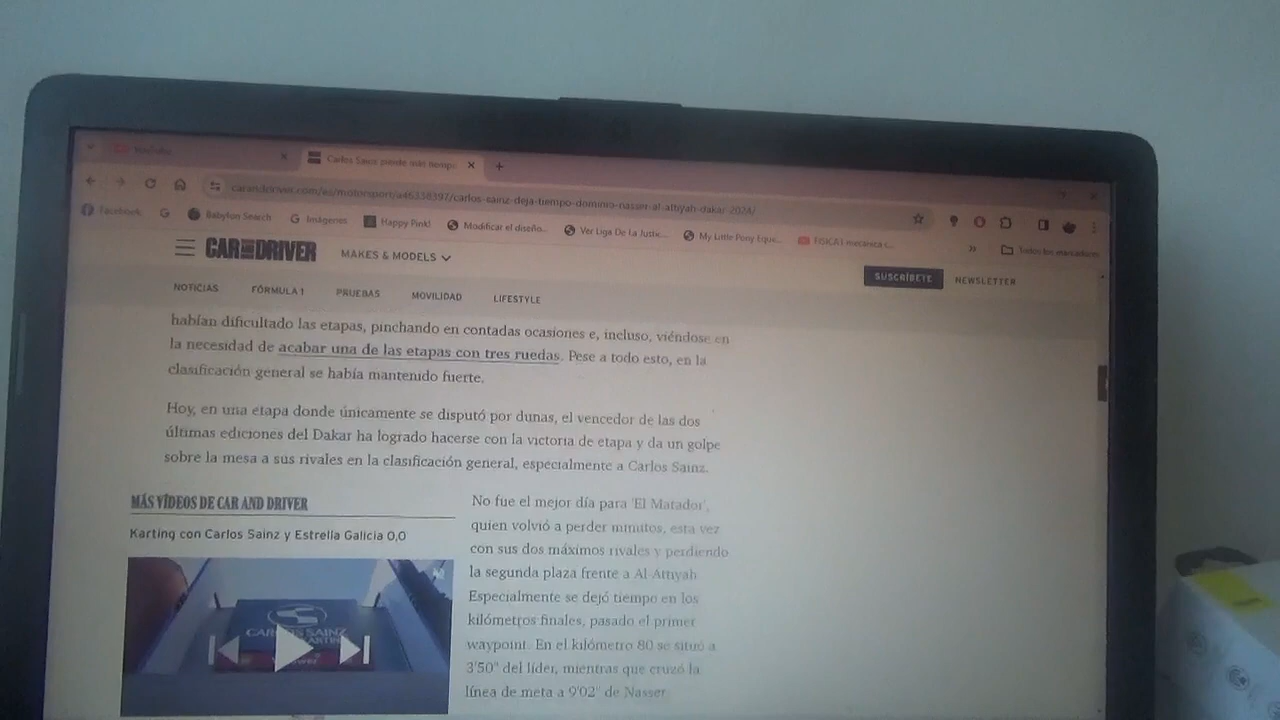 YouTube
Carlos Sainz pierde más tiempo
carandriver.com/es/motorsport/a46336397/carlos-sainz-deja-tiempo-dominio-nasser-al-attiyah-dakar-2024/
Facebook
Babylon Search
Imágenes
Happy Pink!
Modificar el diseño...
Ver Liga De La Justic...
My Little Pony Equs...
FISICA1 mecanica c...
»
Todos los marcadores
CAR AND DRIVER
MAKES & MODELS
SUSCRÍBETE
NEWSLETTER
NOTICIAS
FÓRMULA 1
PRUEBAS
MOVILIDAD
LIFESTYLE
habían dificultado las etapas, pinchando en contadas ocasiones e, incluso, viéndose en
la necesidad de acabar una de las etapas con tres ruedas. Pese a todo esto, en la
clasificación general se había mantenido fuerte.
Hoy, en una etapa donde únicamente se disputó por dunas, el vencedor de las dos
últimas ediciones del Dakar ha logrado hacerse con la victoria de etapa y da un golpe
sobre la mesa a sus rivales en la clasificación general, especialmente a Carlos Sainz.
MÁS VÍDEOS DE CAR AND DRIVER
Karting con Carlos Sainz y Estrella Galicia 0,0
CARLOS SAINZ
KARTING
No fue el mejor día para 'El Matador',
quien volvió a perder minutos, esta vez
con sus dos máximos rivales y perdiendo
la segunda plaza frente a Al-Attiyah.
Especialmente se dejó tiempo en los
kilómetros finales, pasado el primer
waypoint. En el kilómetro 80 se situó a
3'50" del líder, mientras que cruzó la
línea de meta a 9'02" de Nasser.